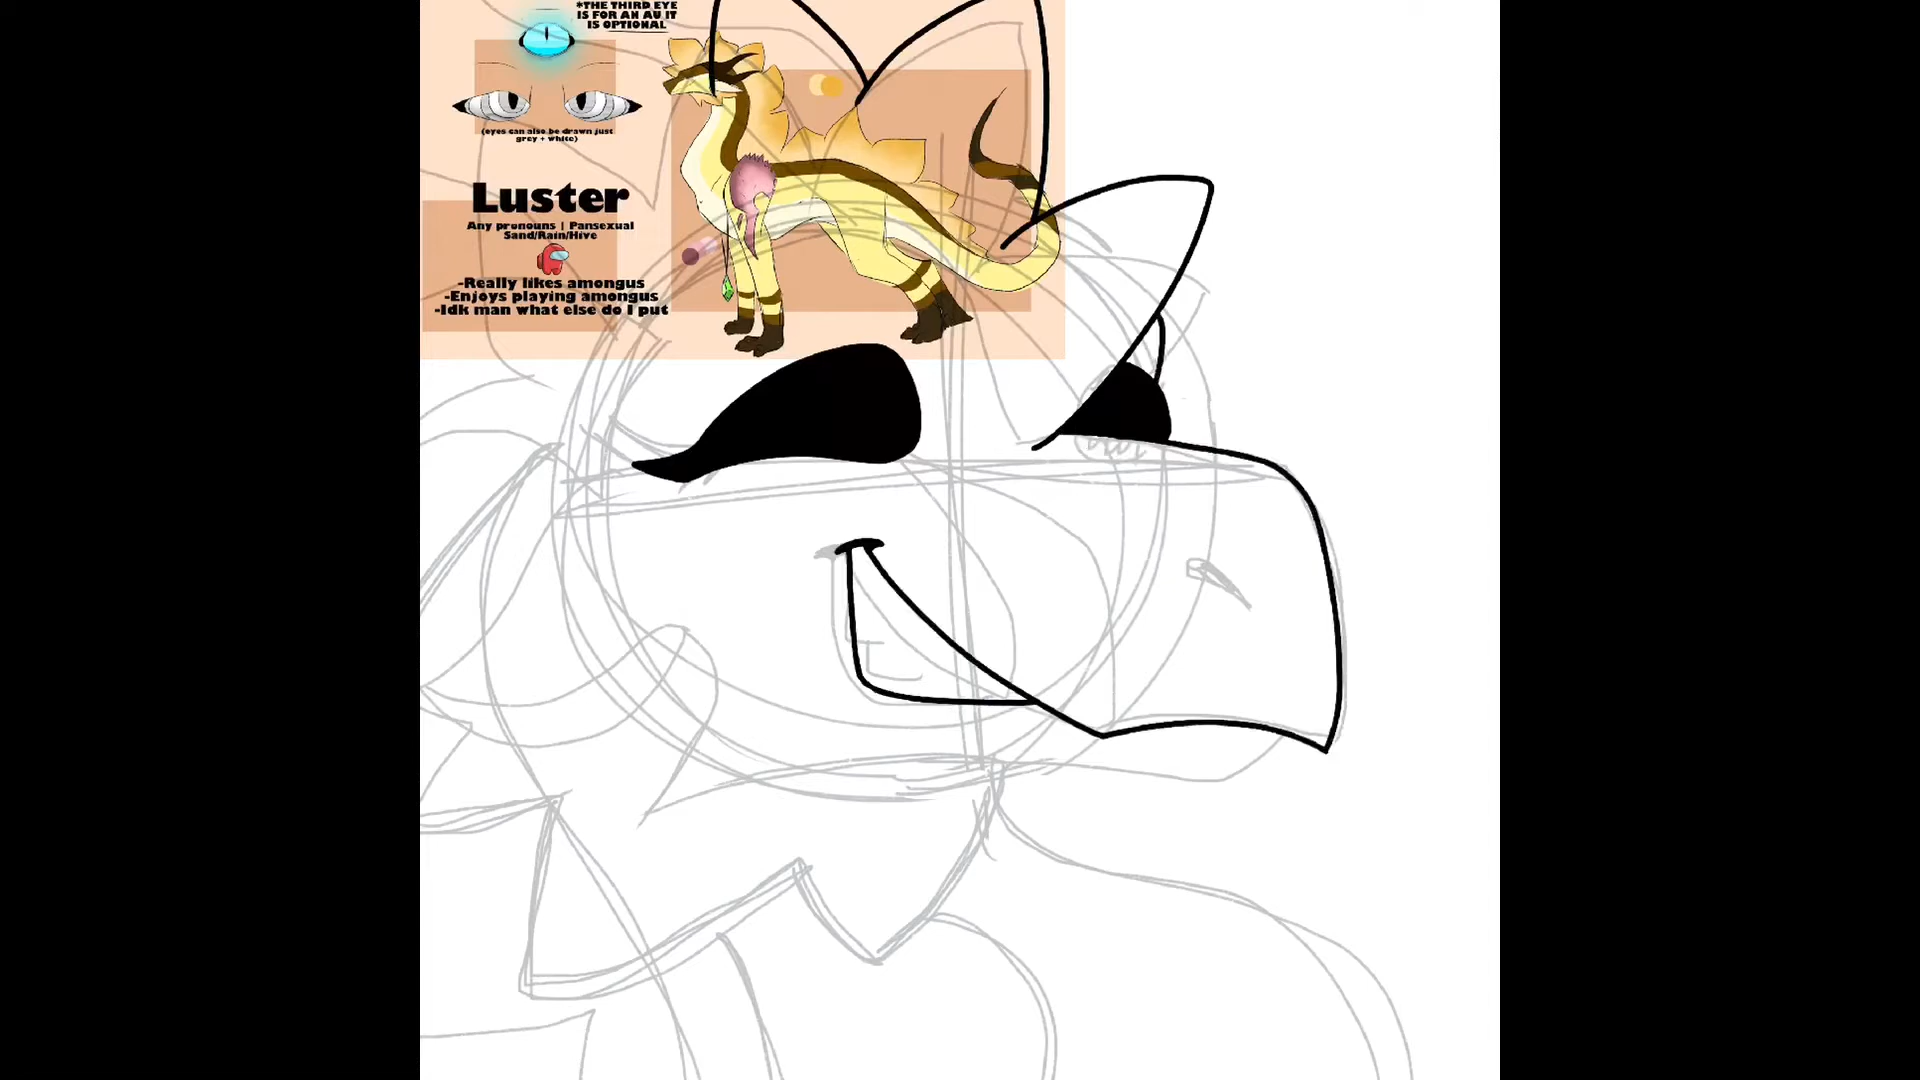 *THE THIRD EYE
IS FOR AN AU IT
IS OPTIONAL
(eyes can also be drawn just
grey + white)
Luster
Any pronouns | Pansexual
Sand/Rain/Hive
-Really likes amongus
-Enjoys playing amongus
-Idk man what else do I put